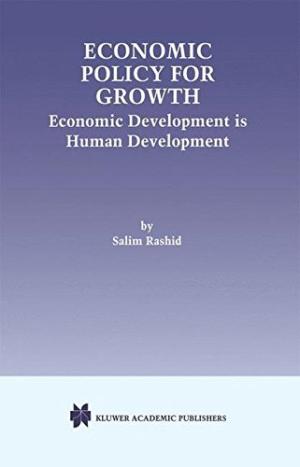 ECONOMIC
POLICY FOR
GROWTH
Economic Development is
Human Development
by
Salim Rashid
KLUWER ACADEMIC PUBLISHERS